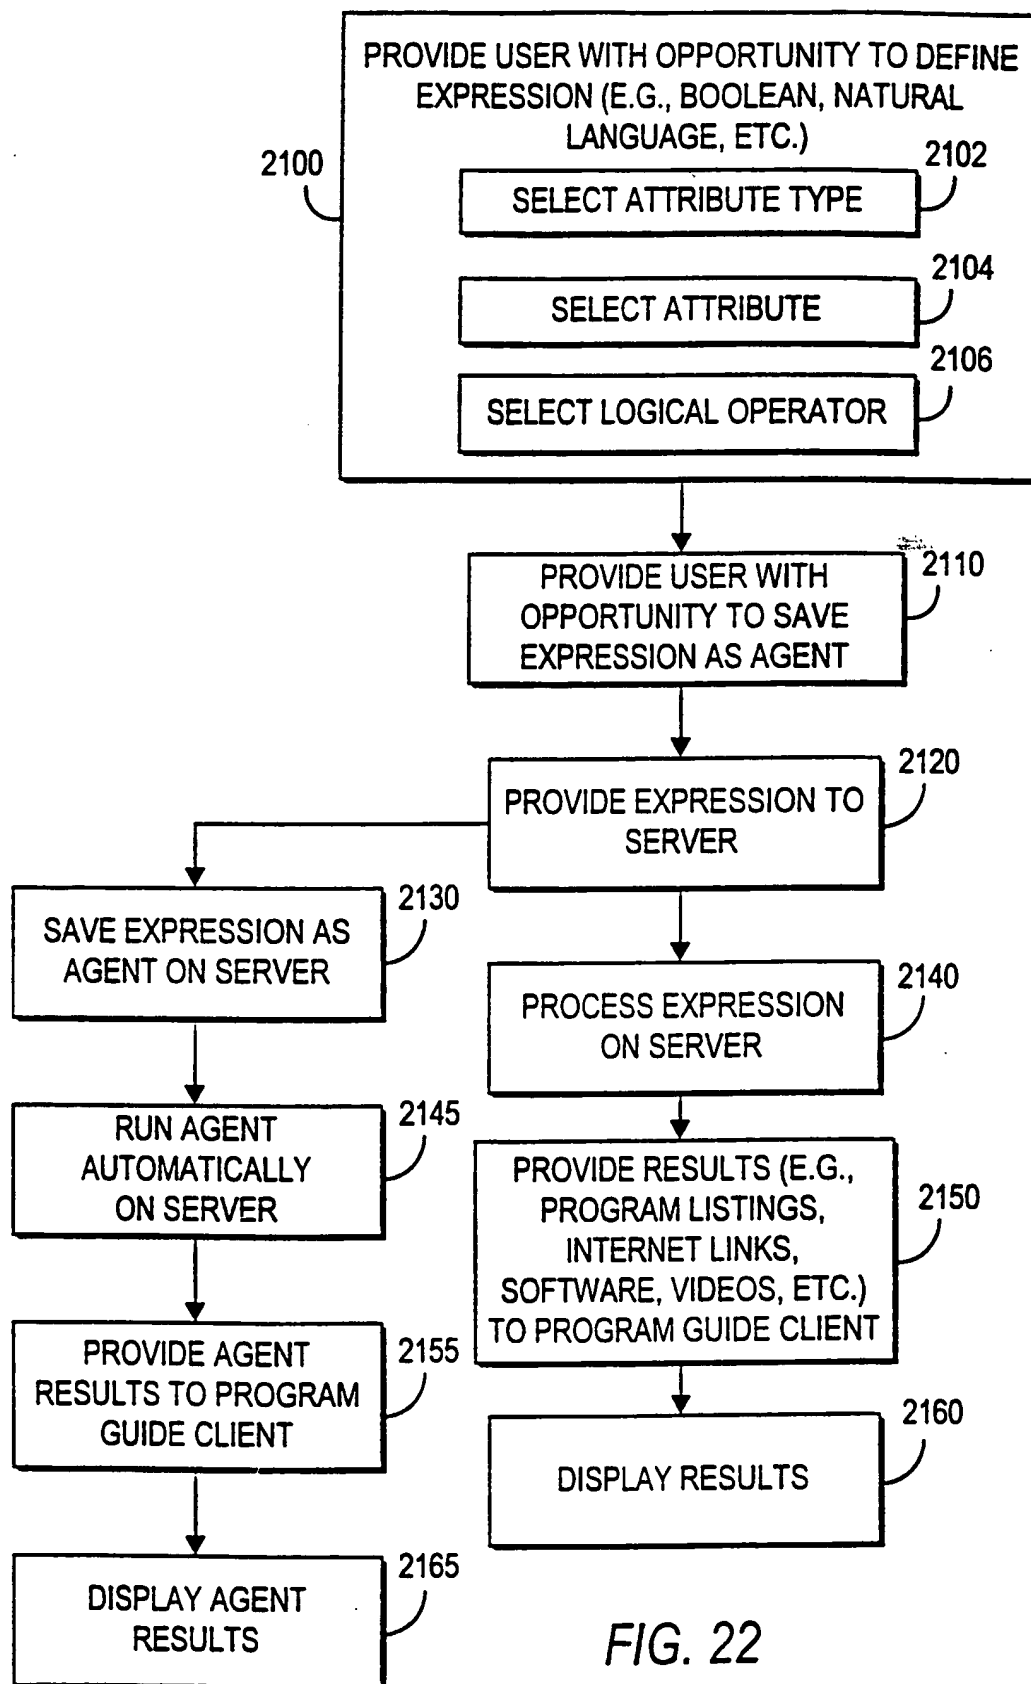 PROVIDE USER WITH OPPORTUNITY TO DEFINE
EXPRESSION (E.G., BOOLEAN, NATURAL
LANGUAGE, ETC.)
2100
2102
SELECT ATTRIBUTE TYPE
2104
SELECT ATTRIBUTE
2106
SELECT LOGICAL OPERATOR
2110
PROVIDE USER WITH
OPPORTUNITY TO SAVE
EXPRESSION AS AGENT
2120
PROVIDE EXPRESSION TO
SERVER
2130
SAVE EXPRESSION AS
AGENT ON SERVER
2140
PROCESS EXPRESSION
ON SERVER
2145
RUN AGENT
AUTOMATICALLY
ON SERVER
2150
PROVIDE RESULTS (E.G.,
PROGRAM LISTINGS,
INTERNET LINKS,
SOFTWARE, VIDEOS, ETC.)
TO PROGRAM GUIDE CLIENT
2155
PROVIDE AGENT
RESULTS TO PROGRAM
GUIDE CLIENT
2160
DISPLAY RESULTS
2165
DISPLAY AGENT
RESULTS
FIG. 22